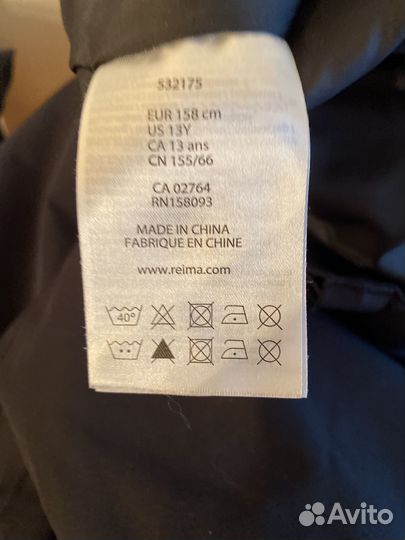 532175
EUR 158 cm
US 13Y
CA 13 ans
CN 155/66
CA 02764
RN158093
MADE IN CHINA
FABRIQUE EN CHINE
www.reima.com
40°
Avito